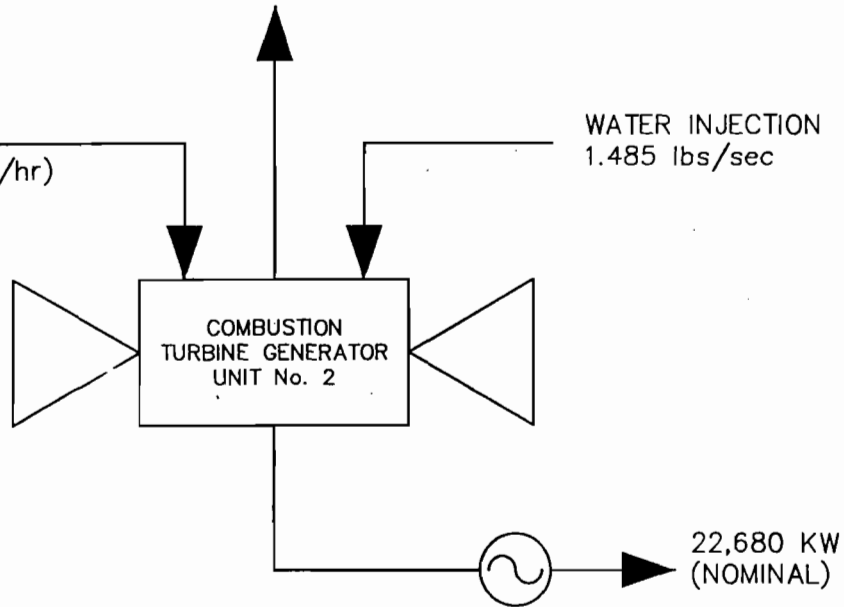 WATER INJECTION
1.485 lbs/sec
/hr)
COMBUSTION
TURBINE GENERATOR
UNIT No. 2
22,680 KW
(NOMINAL)